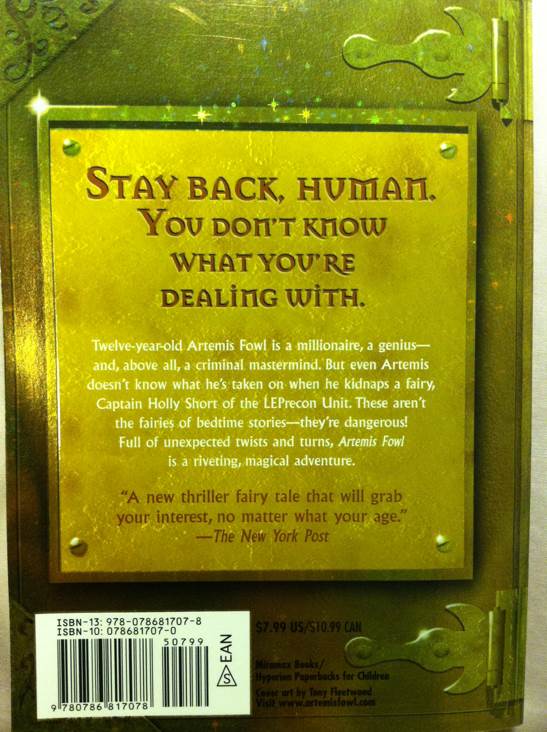 STAY BACK, HUMAN.
YOU DON'T KNOW
WHAT YOU'RE
DEALING WITH.
Twelve-year-old Artemis Fowl is a millionaire, a genius—
and, above all, a criminal mastermind. But even Artemis
doesn't know what he's taken on when he kidnaps a fairy,
Captain Holly Short of the LEPrecon Unit. These aren't
the fairies of bedtime stories—they're dangerous!
Full of unexpected twists and turns, Artemis Fowl
is a riveting, magical adventure.
"A new thriller fairy tale that will grab
your interest, no matter what your age."
—The New York Post
ISBN-13: 978-078681707-8
ISBN-10: 078681707-0
50799
9 780786 817078
S EAN
$7.99 US/$10.99 CAN
Miramax Books/
Hyperion Paperbacks for Children
Cover art by Tony Fleetwood
Visit www.artemisfowl.com